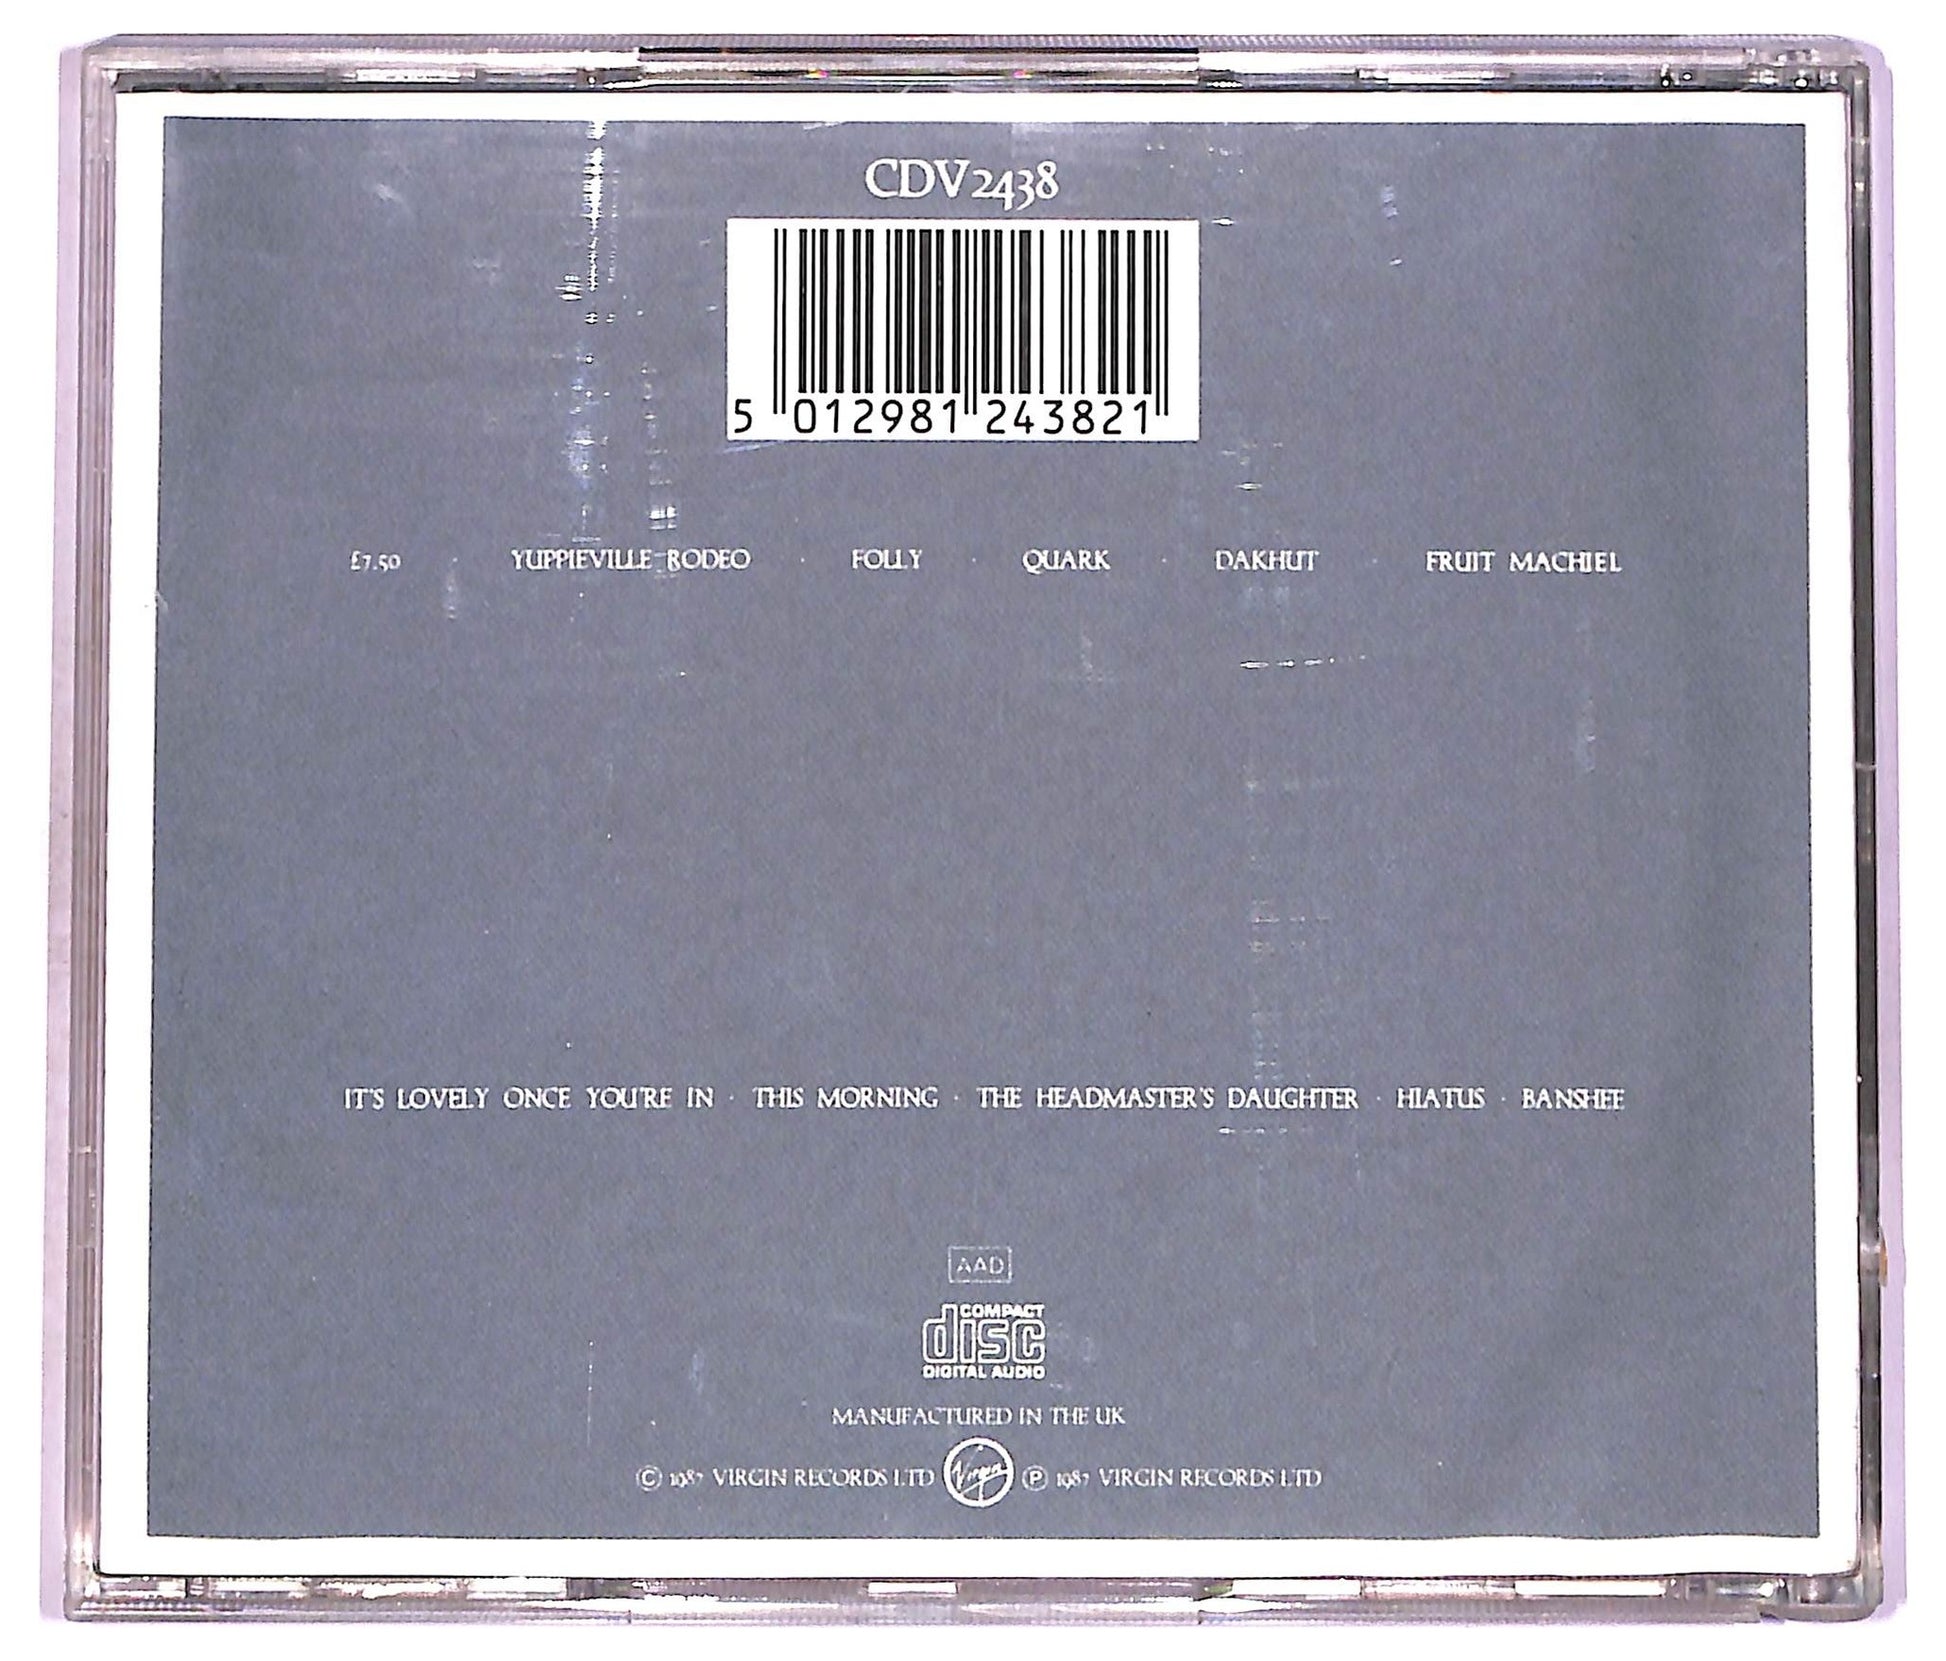 CDV2438
5 012981 243821
£7.50 · YUPPIEVILLE RODEO · FOLLY · QUARK · DAKHUT · FRUIT MACHIEL
IT'S LOVELY ONCE YOU'RE IN · THIS MORNING · THE HEADMASTER'S DAUGHTER · HIATUS · BANSHEE
AAD
COMPACT
disc
DIGITAL AUDIO
MANUFACTURED IN THE UK
© 1987 VIRGIN RECORDS LTD Virgin ℗ 1987 VIRGIN RECORDS LTD